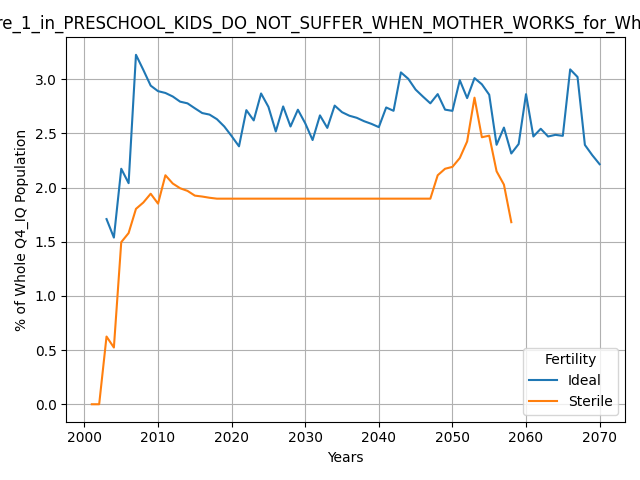 re_1_in_PRESCHOOL_KIDS_DO_NOT_SUFFER_WHEN_MOTHER_WORKS_for_Wh
% of Whole Q4_IQ Population
3.0
2.5
2.0
1.5
1.0
0.5
0.0
Fertility
Ideal
Sterile
2000 2010 2020 2030 2040 2050 2060 2070
Years